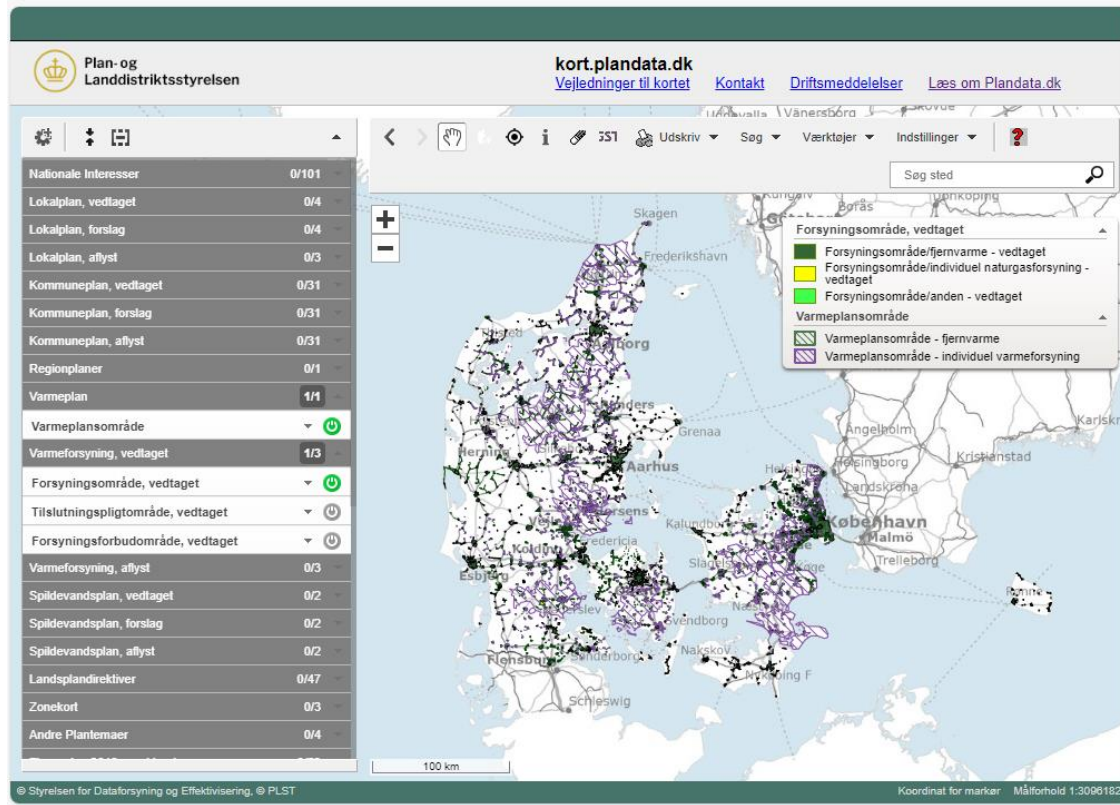 Plan- og
Landdistriktsstyrelsen
kort.plandata.dk
Vejledninger til kortet Kontakt Driftsmeddelelser Læs om Plandata.dk
Udskriv Søg Værktøjer Indstillinger ?
Søg sted
Nationale Interesser 0/101
Lokalplan, vedtaget 0/4
Lokalplan, forslag 0/4
Lokalplan, aflyst 0/3
Kommuneplan, vedtaget 0/31
Kommuneplan, forslag 0/31
Kommuneplan, aflyst 0/31
Regionplaner 0/1
Varmeplan 1/1
Varmeplansområde
Varmeforsyning, vedtaget 1/3
Forsyningsområde, vedtaget
Tilslutningspligtområde, vedtaget
Forsyningsforbudområde, vedtaget
Varmeforsyning, aflyst 0/3
Spildevandsplan, vedtaget 0/2
Spildevandsplan, forslag 0/2
Spildevandsplan, aflyst 0/2
Landsplandirektiver 0/47
Zonekort 0/3
Andre Plantemaer 0/4
+
−
Forsyningsområde, vedtaget
Forsyningsområde/fjernvarme - vedtaget
Forsyningsområde/individuel naturgasforsyning -
vedtaget
Forsyningsområde/anden - vedtaget
Varmeplansområde
Varmeplansområde - fjernvarme
Varmeplansområde - individuel varmeforsyning
Vänersborg
Borås
Skagen
Frederikshavn
Grenaa
Herning
Aarhus
Ängelholm
Kristianstad
Helsingborg
Landskrona
København
Malmö
Trelleborg
Kolding
Esbjerg
Svendborg
Nakskov
Schleswig
100 km
© Styrelsen for Dataforsyning og Effektivisering, © PLST
Koordinat for markør Målforhold 1:3096182